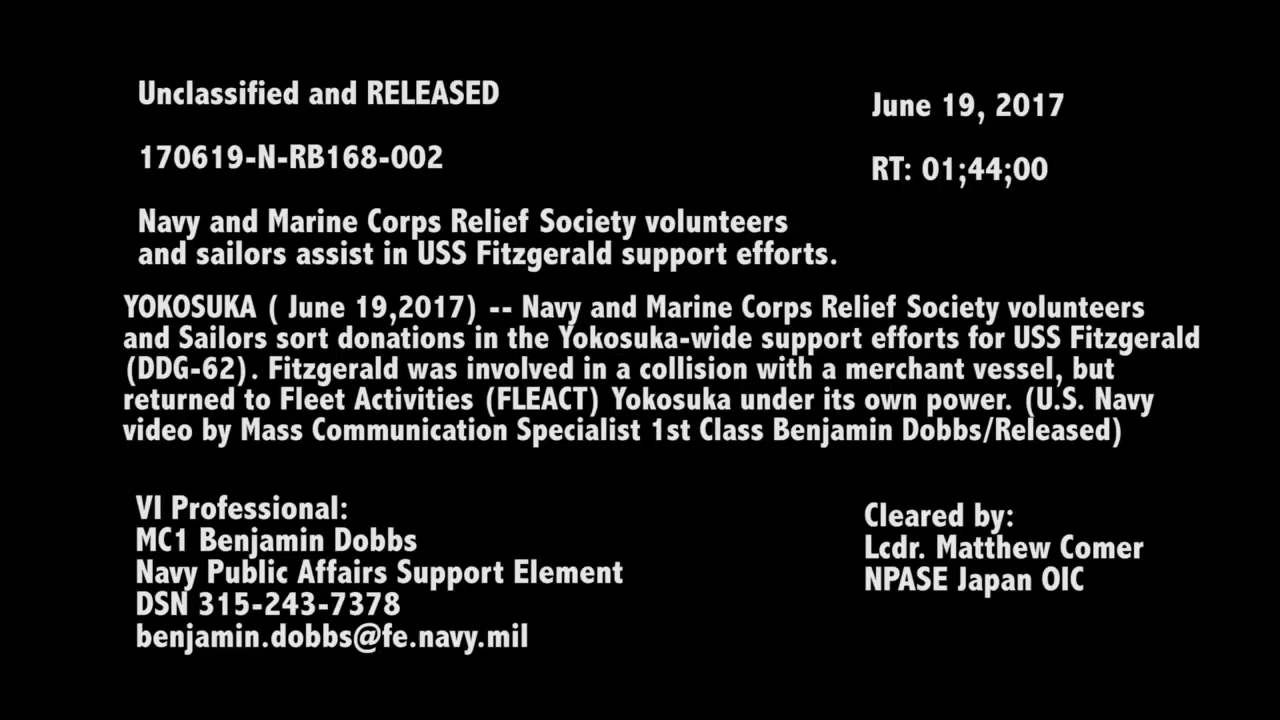 Unclassified and RELEASED
June 19, 2017
170619-N-RB168-002
RT: 01;44;00
Navy and Marine Corps Relief Society volunteers
and sailors assist in USS Fitzgerald support efforts.
YOKOSUKA ( June 19,2017) -- Navy and Marine Corps Relief Society volunteers
and Sailors sort donations in the Yokosuka-wide support efforts for USS Fitzgerald
(DDG-62). Fitzgerald was involved in a collision with a merchant vessel, but
returned to Fleet Activities (FLEACT) Yokosuka under its own power. (U.S. Navy
video by Mass Communication Specialist 1st Class Benjamin Dobbs/Released)
VI Professional:
MC1 Benjamin Dobbs
Navy Public Affairs Support Element
DSN 315-243-7378
benjamin.dobbs@fe.navy.mil
Cleared by:
Lcdr. Matthew Comer
NPASE Japan OIC